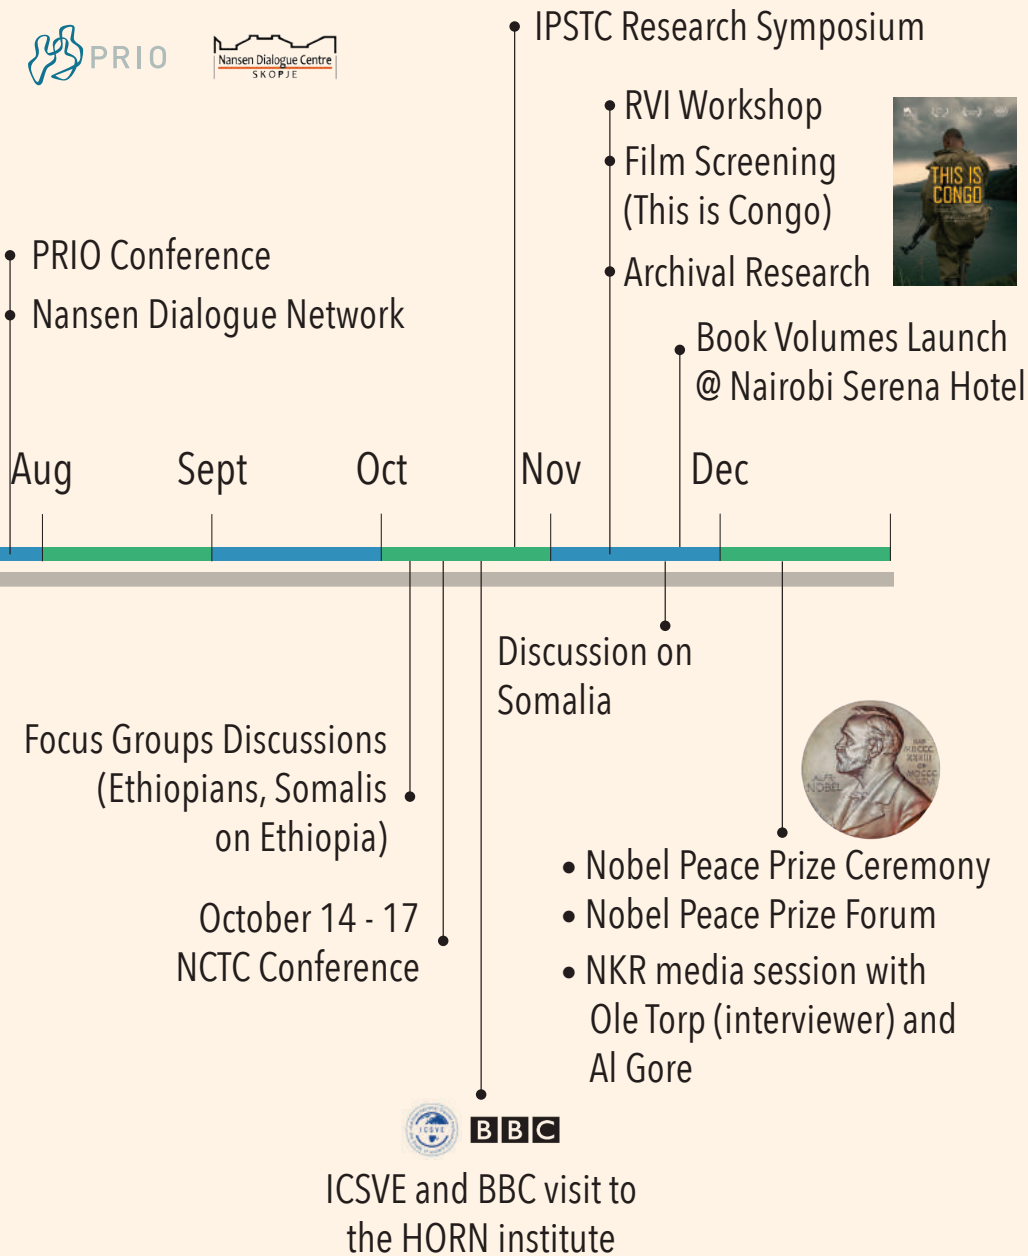 PRIO
Nansen Dialogue Centre
SKOPJE
IPSTC Research Symposium
RVI Workshop
Film Screening
(This is Congo)
Archival Research
THIS IS
CONGO
PRIO Conference
Nansen Dialogue Network
Book Volumes Launch
@ Nairobi Serena Hotel
Aug
Sept
Oct
Nov
Dec
Discussion on
Somalia
Focus Groups Discussions
(Ethiopians, Somalis
on Ethiopia)
October 14 - 17
NCTC Conference
ALFR·
NOBEL
• Nobel Peace Prize Ceremony
• Nobel Peace Prize Forum
• NKR media session with
Ole Torp (interviewer) and
Al Gore
ICSVE
BBC
ICSVE and BBC visit to
the HORN institute